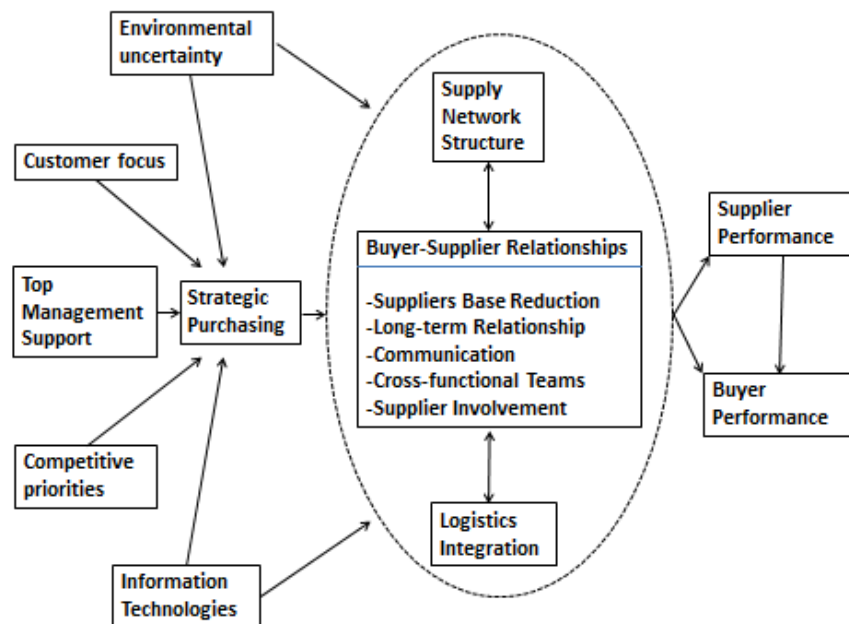 Environmental
uncertainty
Supply
Network
Structure
Customer focus
Supplier
Performance
Buyer-Supplier Relationships
Top
Management
Support
Strategic
Purchasing
-Suppliers Base Reduction
-Long-term Relationship
-Communication
-Cross-functional Teams
-Supplier Involvement
Buyer
Performance
Competitive
priorities
Logistics
Integration
Information
Technologies